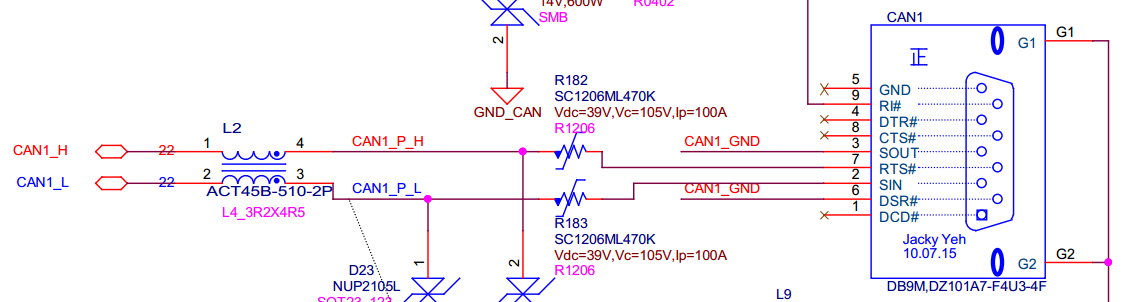 14V,600W
R0402
SMB
2
GND_CAN
R182
SC1206ML470K
Vdc=39V,Vc=105V,Ip=100A
R1206
CAN1
G1
G1
正
5
GND
9
RI#
4
DTR#
8
CTS#
3
SOUT
7
RTS#
2
SIN
6
DSR#
1
DCD#
Jacky Yeh
10.07.15
G2
G2
DB9M,DZ101A7-F4U3-4F
L2
CAN1_H
22
1
4
CAN1_P_H
CAN1_GND
CAN1_L
22
2
3
CAN1_P_L
CAN1_GND
ACT45B-510-2P
L4_3R2X4R5
R183
SC1206ML470K
Vdc=39V,Vc=105V,Ip=100A
R1206
1
2
D23
NUP2105L
SOT23_123
L9